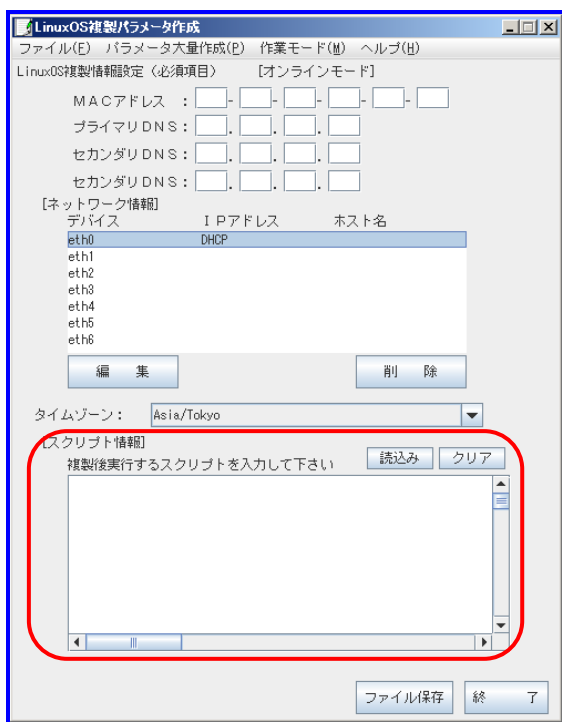 LinuxOS複製パラメータ作成
ファイル(F) パラメータ大量作成(P) 作業モード(M) ヘルプ(H)
LinuxOS複製情報設定(必須項目) [オンラインモード]
MACアドレス : - - - - -
プライマリDNS: . . .
セカンダリDNS: . . .
セカンダリDNS: . . .
[ネットワーク情報]
デバイス IPアドレス ホスト名
eth0 DHCP
eth1
eth2
eth3
eth4
eth5
eth6
編 集 削 除
タイムゾーン: Asia/Tokyo
[スクリプト情報]
複製後実行するスクリプトを入力して下さい 読込み クリア
ファイル保存 終 了